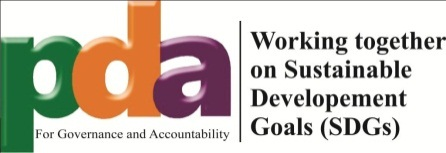 pda
For Governance and Accountability
Working together
on Sustainable
Developement
Goals (SDGs)